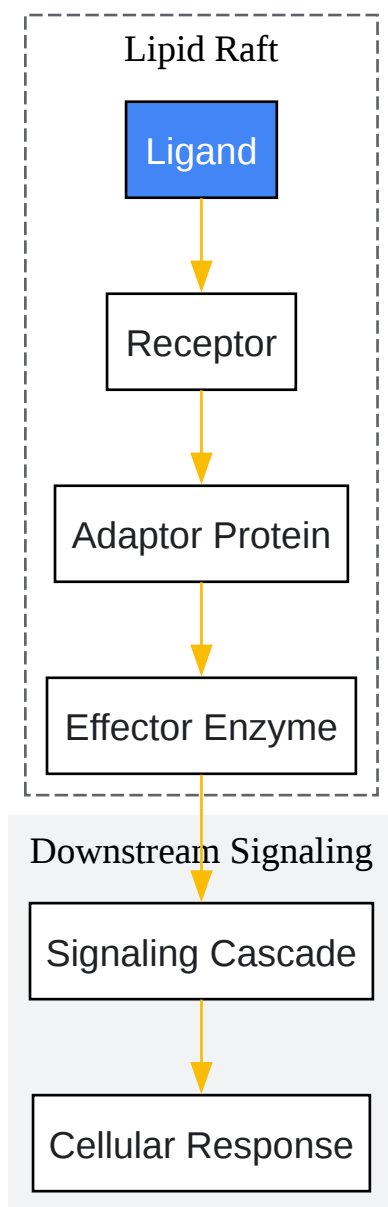 Lipid Raft
Ligand
Receptor
Adaptor Protein
Effector Enzyme
Downstream Signaling
Signaling Cascade
Cellular Response